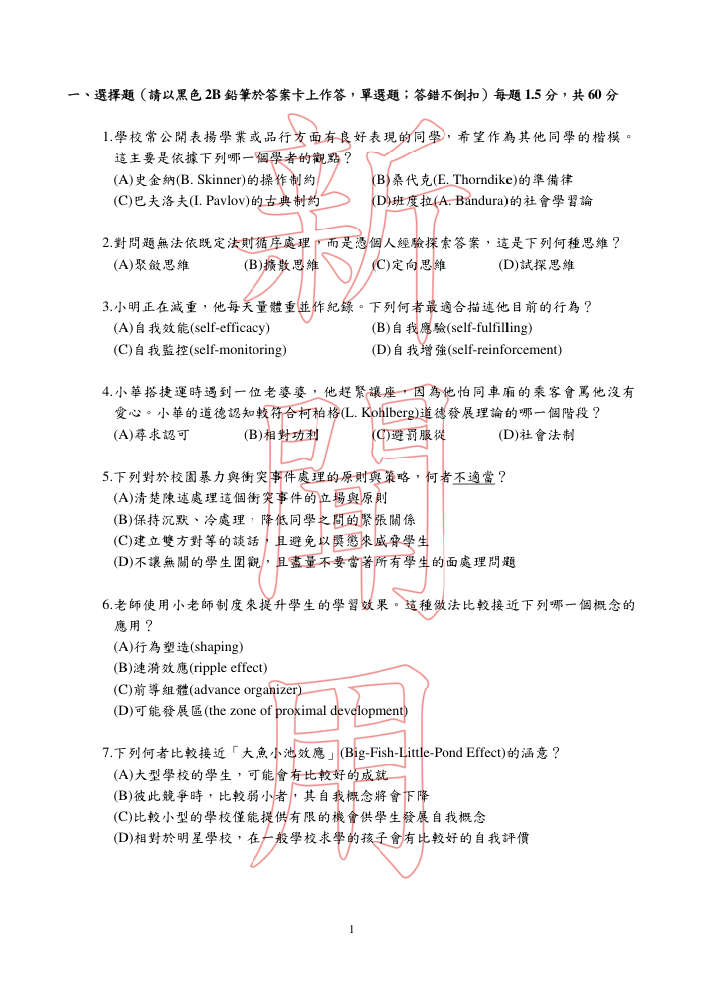 一、選擇題（請以黑色 2B 鉛筆於答案卡上作答，單選題；答錯不倒扣）每題 1.5 分，共 60 分
1.學校常公開表揚學業或品行方面有良好表現的同學，希望作為其他同學的楷模。
這主要是依據下列哪一個學者的觀點？
(A)史金納(B. Skinner)的操作制約 (B)桑代克(E. Thorndike)的準備律
(C)巴夫洛夫(I. Pavlov)的古典制約 (D)班度拉(A. Bandura)的社會學習論
2.對問題無法依既定法則循序處理，而是憑個人經驗探索答案，這是下列何種思維？
(A)聚斂思維 (B)擴散思維 (C)定向思維 (D)試探思維
3.小明正在減重，他每天量體重並作紀錄。下列何者最適合描述他目前的行為？
(A)自我效能(self-efficacy) (B)自我應驗(self-fulfilling)
(C)自我監控(self-monitoring) (D)自我增強(self-reinforcement)
4.小華搭捷運時遇到一位老婆婆，他趕緊讓座，因為他怕同車廂的乘客會罵他沒有
愛心。小華的道德認知較符合柯柏格(L. Kohlberg)道德發展理論的哪一個階段？
(A)尋求認可 (B)相對功利 (C)避罰服從 (D)社會法制
5.下列對於校園暴力與衝突事件處理的原則與策略，何者不適當？
(A)清楚陳述處理這個衝突事件的立場與原則
(B)保持沉默、冷處理，降低同學之間的緊張關係
(C)建立雙方對等的談話，且避免以獎懲來威脅學生
(D)不讓無關的學生圍觀，且盡量不要當著所有學生的面處理問題
6.老師使用小老師制度來提升學生的學習效果。這種做法比較接近下列哪一個概念的
應用？
(A)行為塑造(shaping)
(B)漣漪效應(ripple effect)
(C)前導組體(advance organizer)
(D)可能發展區(the zone of proximal development)
7.下列何者比較接近「大魚小池效應」(Big-Fish-Little-Pond Effect)的涵意？
(A)大型學校的學生，可能會有比較好的成就
(B)彼此競爭時，比較弱小者，其自我概念將會下降
(C)比較小型的學校僅能提供有限的機會供學生發展自我概念
(D)相對於明星學校，在一般學校求學的孩子會有比較好的自我評價
新聞用
1